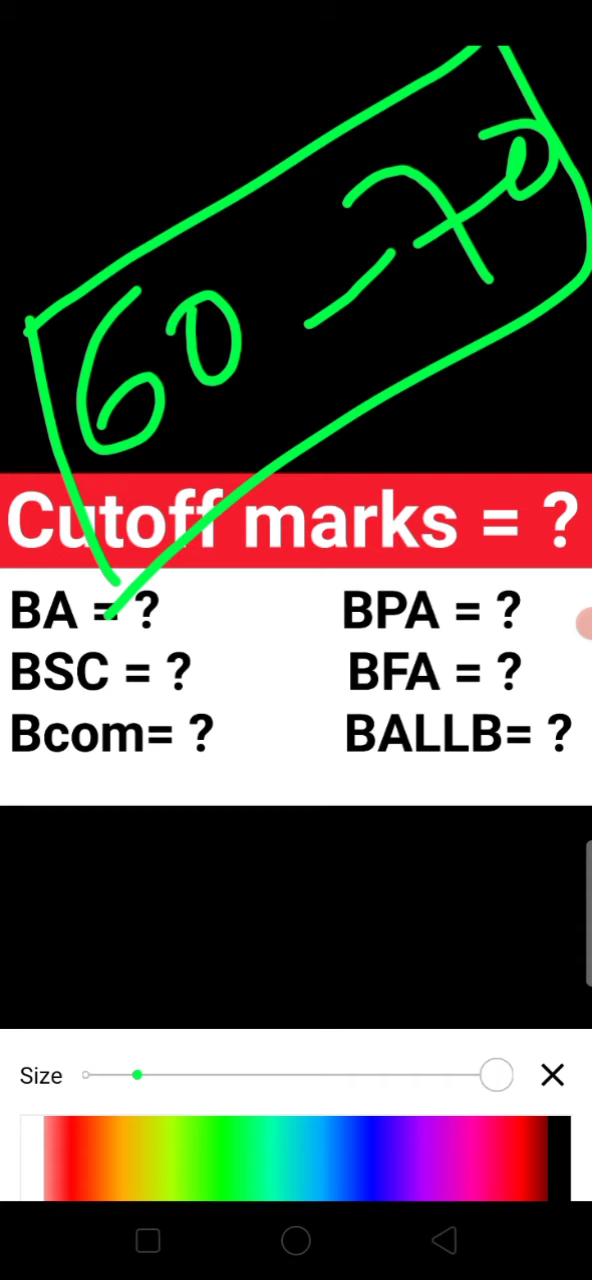 60-70
Cutoff marks = ?
BA = ? BPA = ?
BSC = ? BFA = ?
Bcom= ? BALLB= ?
Size